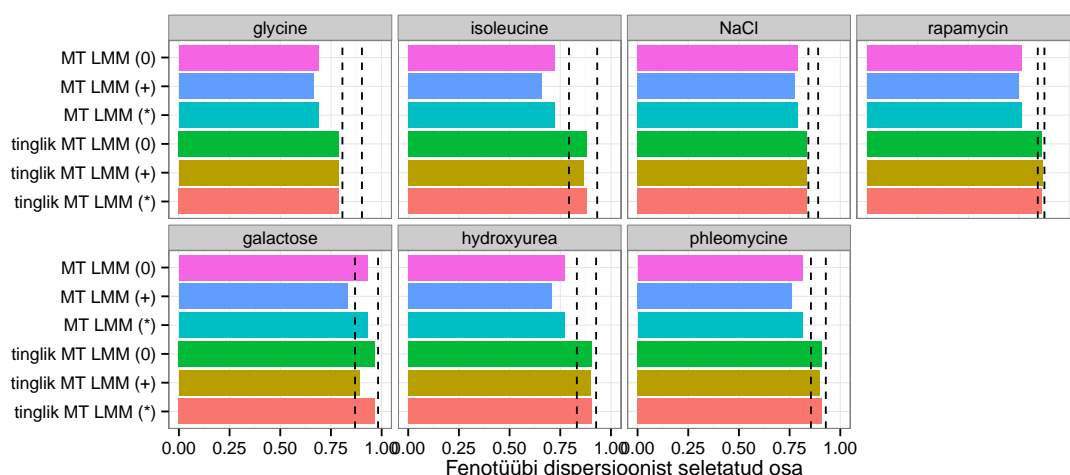 glycine isoleucine NaCl rapamycin
MT LMM (0)
MT LMM (+)
MT LMM (*)
tinglik MT LMM (0)
tinglik MT LMM (+)
tinglik MT LMM (*)
galactose hydroxyurea phleomycine
MT LMM (0)
MT LMM (+)
MT LMM (*)
tinglik MT LMM (0)
tinglik MT LMM (+)
tinglik MT LMM (*)
0.00 0.25 0.50 0.75 1.00 0.00 0.25 0.50 0.75 1.00 0.00 0.25 0.50 0.75 1.00
Fenotüübi dispersioonist seletatud osa